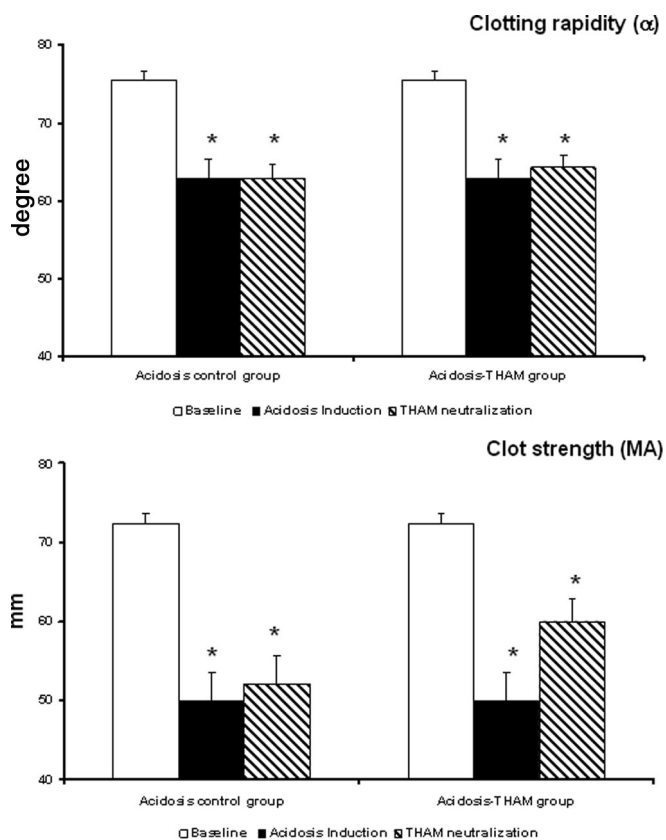 Clotting rapidity (α)
80
70
60
50
40
degree
Acidosis control group
Acidosis-THAM group
Baseline Acidosis Induction THAM neutralization
Clot strength (MA)
80
70
60
50
40
mm
* *
* *
* *
* *
Acidosis control group
Acidosis-THAM group
Baseline Acidosis Induction THAM neutralization